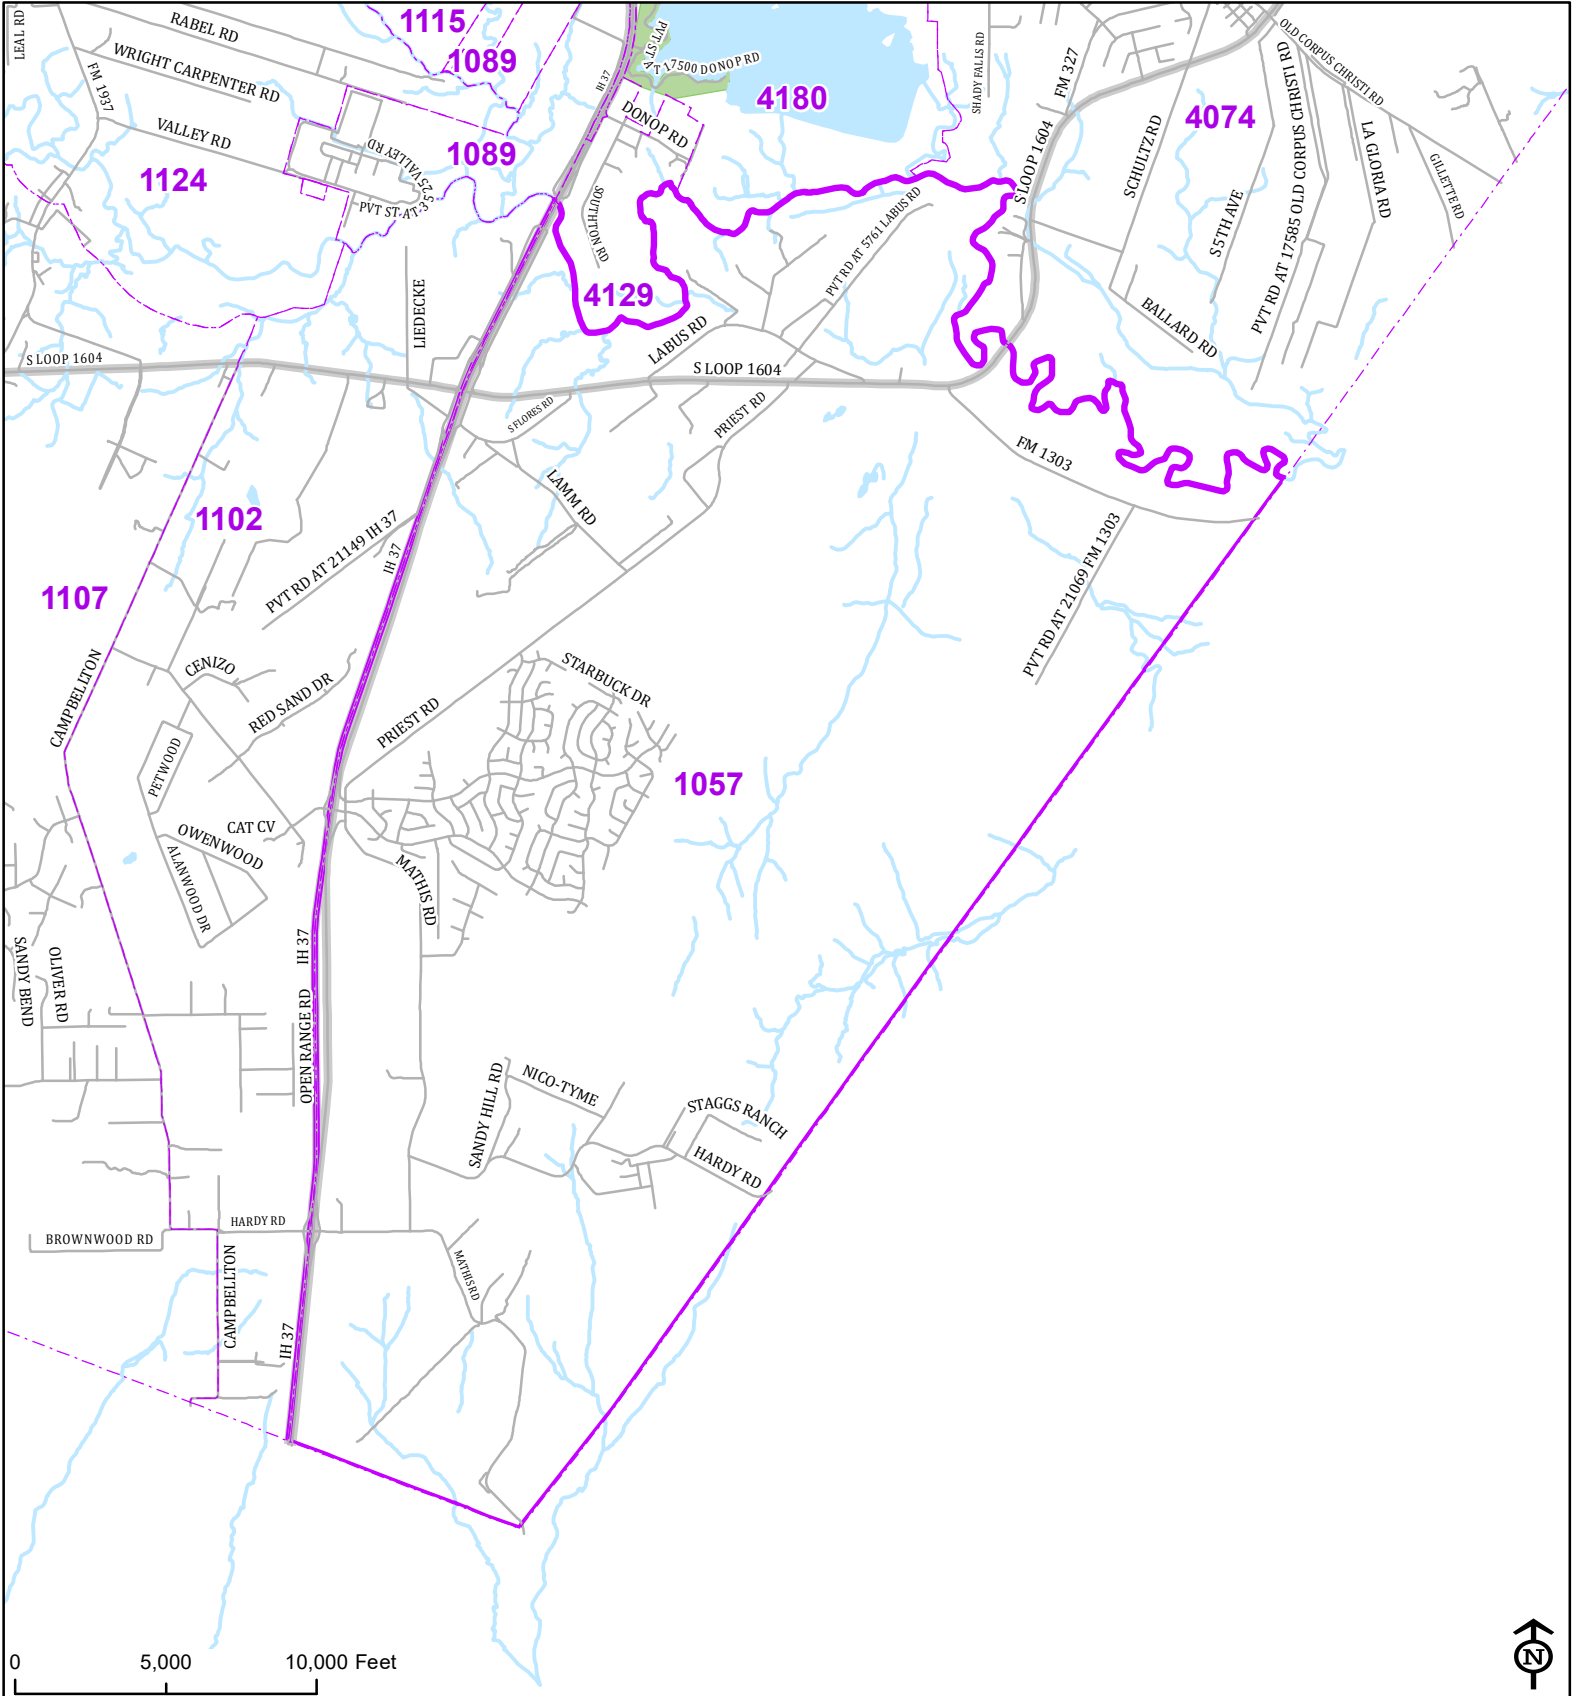 LEAL RD
RABEL RD
1115
1089
WRIGHT CARPENTER RD
FM 1937
VALLEY RD
1124
1089
IH 37
17500 DONOP RD
DONOP RD
4180
SHADY FALLS RD
FM 327
OLD CORPUS CHRISTI RD
4074
S LOOP 1604
SCHULTZ RD
S 5TH AVE
PVT RD AT 17585 OLD CORPUS CHRISTI RD
LA GLORIA RD
GILLETTE RD
SOUTHTON RD
4129
PVT RD AT 5761 LABUS RD
LIEDECKE
LABUS RD
BALLARD RD
S LOOP 1604
S LOOP 1604
S FLORES RD
PRIEST RD
FM 1303
LAMM RD
1102
PVT RD AT 21149 IH 37
IH 37
PVT RD AT 21069 FM 1303
1107
CAMPBELLTON
CENIZO
RED SAND DR
STARBUCK DR
PRIEST RD
PETWOOD
1057
CAT CV
OWENWOOD
ALANWOOD DR
MATHIS RD
SANDY BEND
OLIVER RD
IH 37
OPEN RANGE RD
SANDY HILL RD
NICO-TYME
STAGGS RANCH
HARDY RD
HARDY RD
BROWNWOOD RD
CAMPBELLTON
MATHIS RD
IH 37
0 5,000 10,000 Feet
N